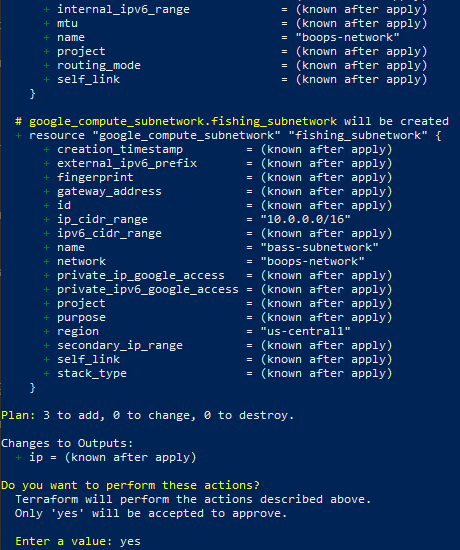 + internal_ipv6_range = (known after apply)
+ mtu = (known after apply)
+ name = "boops-network"
+ project = (known after apply)
+ routing_mode = (known after apply)
+ self_link = (known after apply)
}
# google_compute_subnetwork.fishing_subnetwork will be created
+ resource "google_compute_subnetwork" "fishing_subnetwork" {
+ creation_timestamp = (known after apply)
+ external_ipv6_prefix = (known after apply)
+ fingerprint = (known after apply)
+ gateway_address = (known after apply)
+ id = (known after apply)
+ ip_cidr_range = "10.0.0.0/16"
+ ipv6_cidr_range = (known after apply)
+ name = "bass-subnetwork"
+ network = "boops-network"
+ private_ip_google_access = (known after apply)
+ private_ipv6_google_access = (known after apply)
+ project = (known after apply)
+ purpose = (known after apply)
+ region = "us-central1"
+ secondary_ip_range = (known after apply)
+ self_link = (known after apply)
+ stack_type = (known after apply)
}
Plan: 3 to add, 0 to change, 0 to destroy.
Changes to Outputs:
+ ip = (known after apply)
Do you want to perform these actions?
Terraform will perform the actions described above.
Only 'yes' will be accepted to approve.
Enter a value: yes